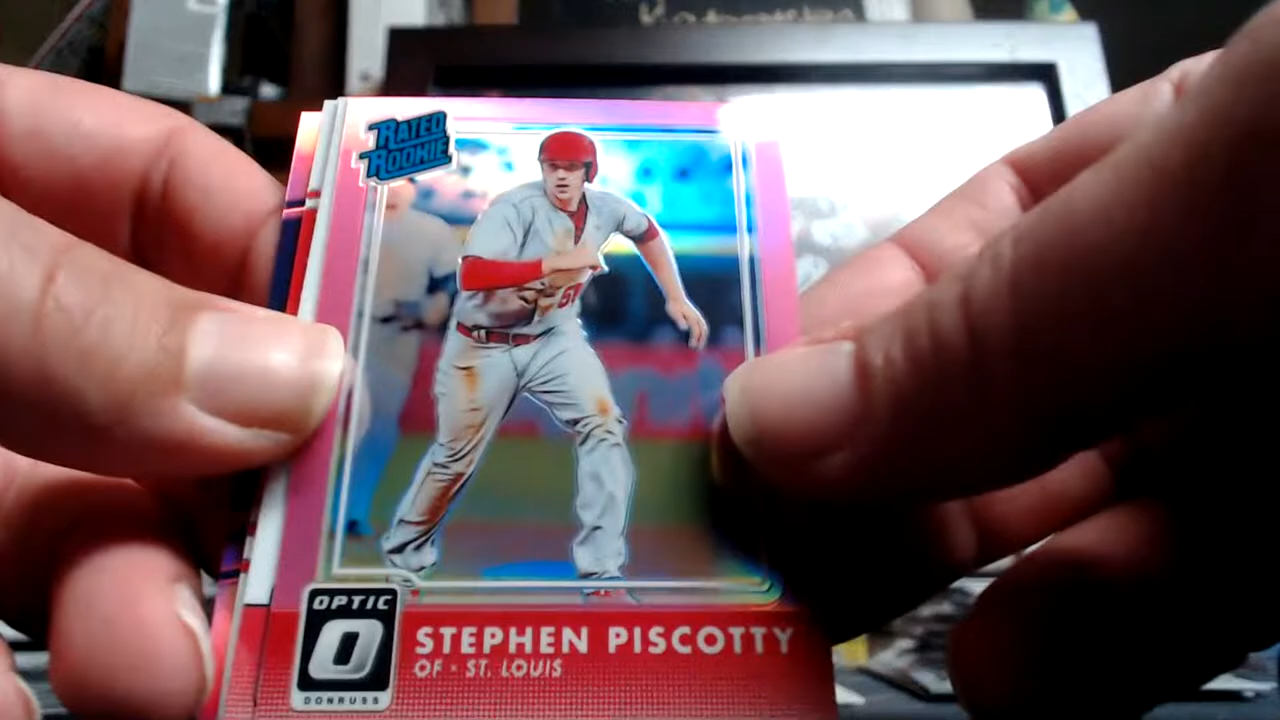 RATED
ROOKIE
OPTIC
O
DONRUSS
STEPHEN PISCOTTY
OF · ST. LOUIS